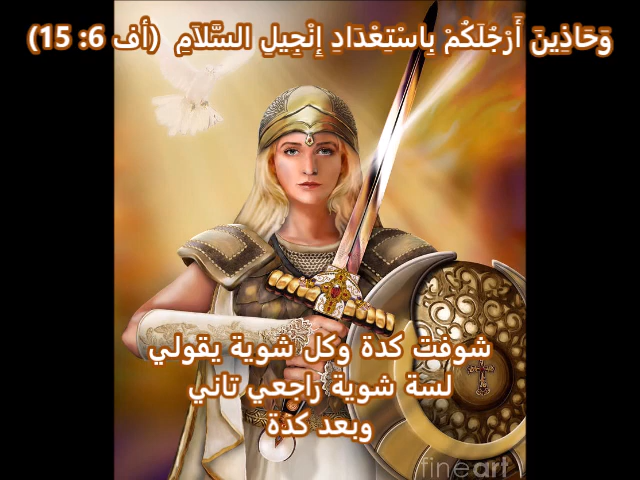 وَحَاذِينَ أَرْجُلَكُمْ بِاسْتِعْدَادِ إِنْجِيلِ السَّلاَمِ (أف 6: 15)
شوفت كدة وكل شوية يقولي
لسة شوية راجعي تاني
وبعد كدة
fineart